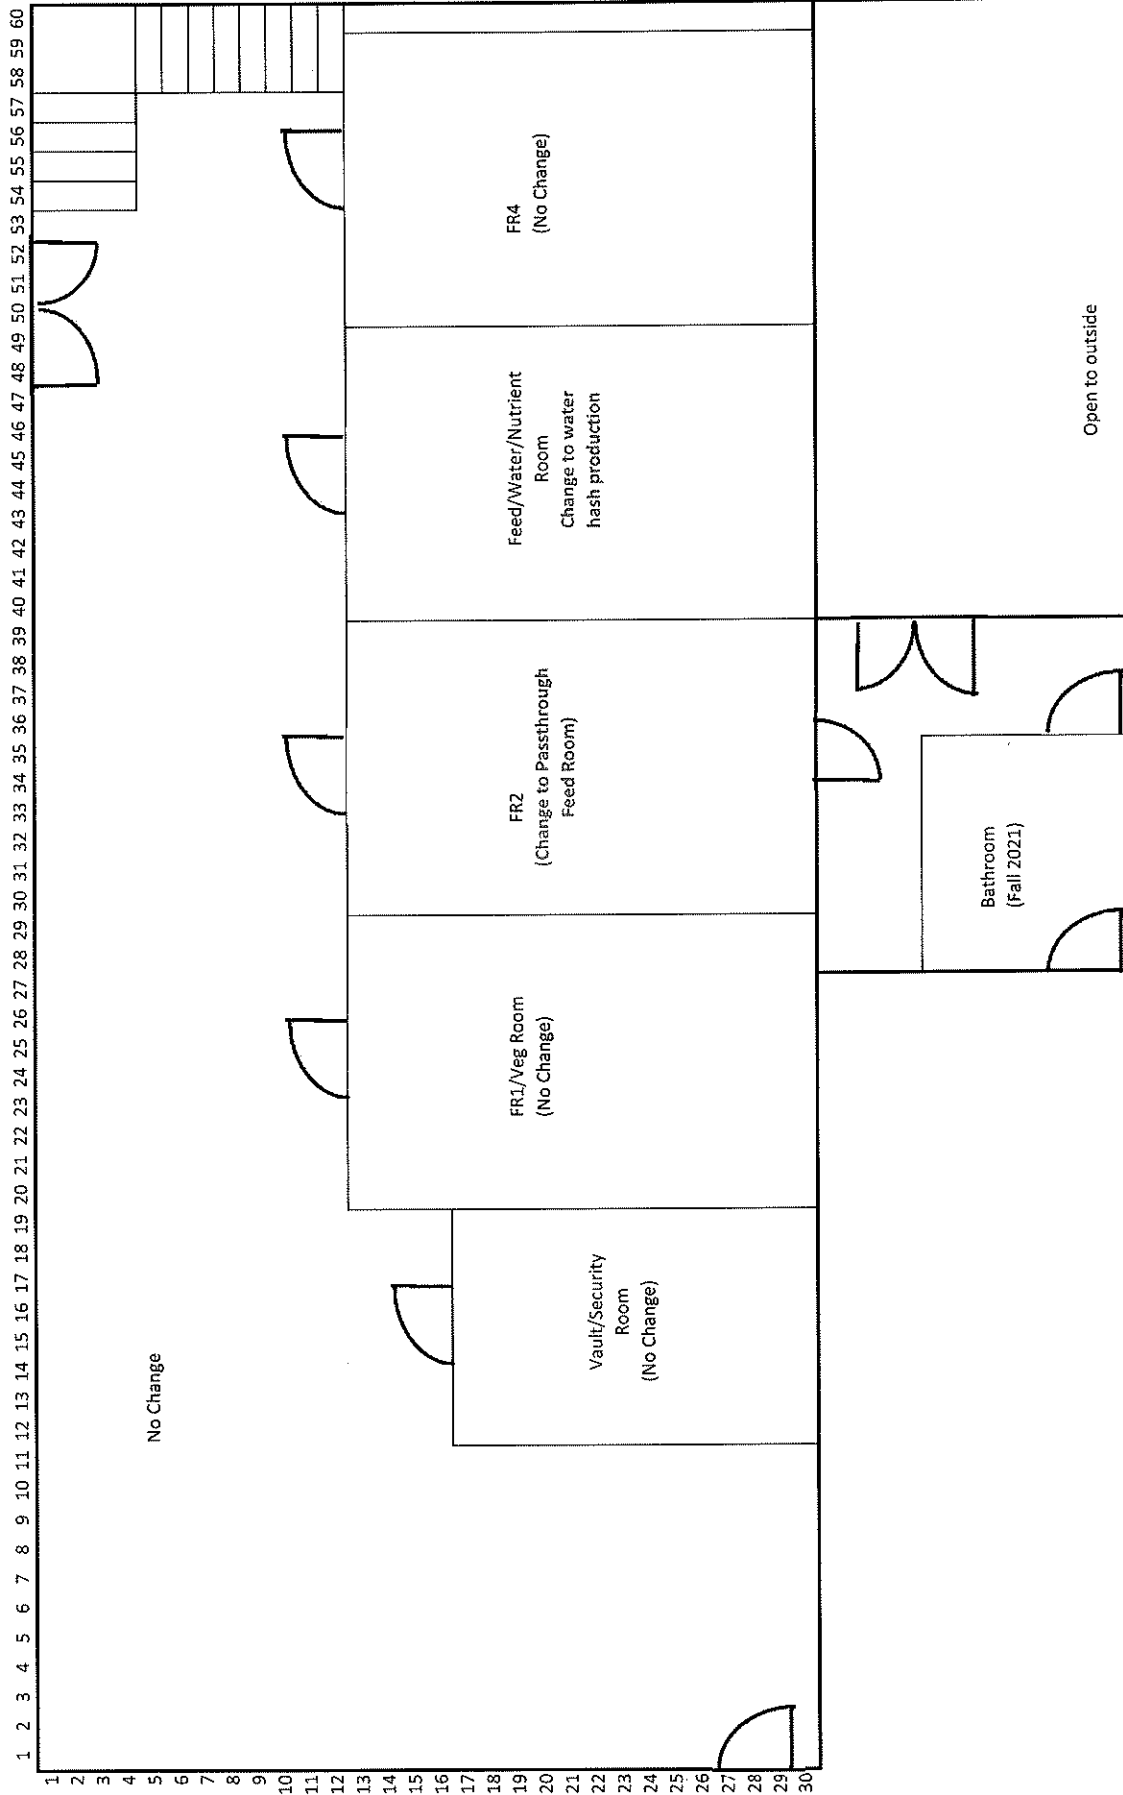 1 2 3 4 5 6 7 8 9 10 11 12 13 14 15 16 17 18 19 20 21 22 23 24 25 26 27 28 29 30 31 32 33 34 35 36 37 38 39 40 41 42 43 44 45 46 47 48 49 50 51 52 53 54 55 56 57 58 59 60
1
2
3
4
5
6
7
8
9
10
11
12
13
14
15
16
17
18
19
20
21
22
23
24
25
26
27
28
29
30
No Change
Vault/Security
Room
(No Change)
FR1/Veg Room
(No Change)
FR2
(Change to Passthrough
Feed Room)
Feed/Water/Nutrient
Room
Change to water
hash production
FR4
(No Change)
Bathroom
(Fall 2021)
Open to outside